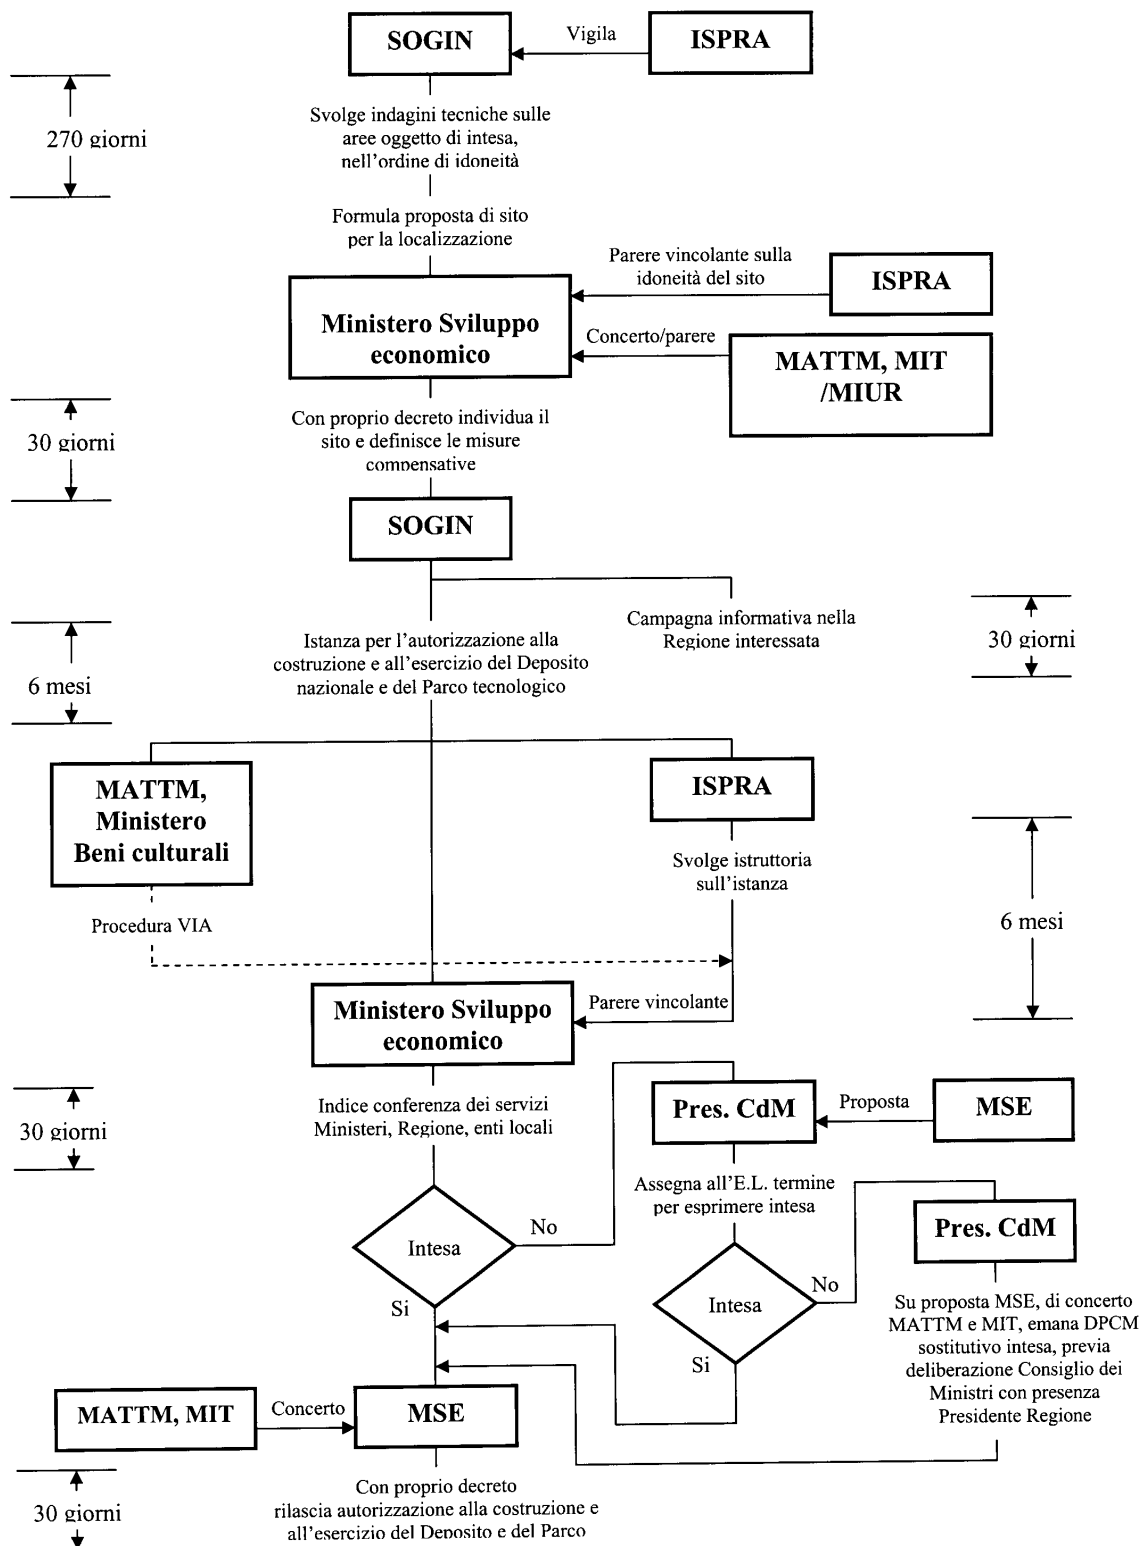 SOGIN
Vigila
ISPRA
270 giorni
Svolge indagini tecniche sulle
aree oggetto di intesa,
nell'ordine di idoneità
Formula proposta di sito
per la localizzazione
Parere vincolante sulla
idoneità del sito
ISPRA
Ministero Sviluppo
economico
Concerto/parere
MATTM, MIT
/MIUR
30 giorni
Con proprio decreto individua il
sito e definisce le misure
compensative
SOGIN
Campagna informativa nella
Regione interessata
30 giorni
6 mesi
Istanza per l'autorizzazione alla
costruzione e all'esercizio del Deposito
nazionale e del Parco tecnologico
MATTM,
Ministero
Beni culturali
ISPRA
Svolge istruttoria
sull'istanza
Procedura VIA
6 mesi
Ministero Sviluppo
economico
Parere vincolante
30 giorni
Indice conferenza dei servizi
Ministeri, Regione, enti locali
Pres. CdM
Proposta
MSE
Assegna all'E.L. termine
per esprimere intesa
Intesa
No
Si
Intesa
No
Si
Pres. CdM
Su proposta MSE, di concerto
MATTM e MIT, emana DPCM
sostitutivo intesa, previa
deliberazione Consiglio dei
Ministri con presenza
Presidente Regione
MATTM, MIT
Concerto
MSE
30 giorni
Con proprio decreto
rilascia autorizzazione alla costruzione e
all'esercizio del Deposito e del Parco